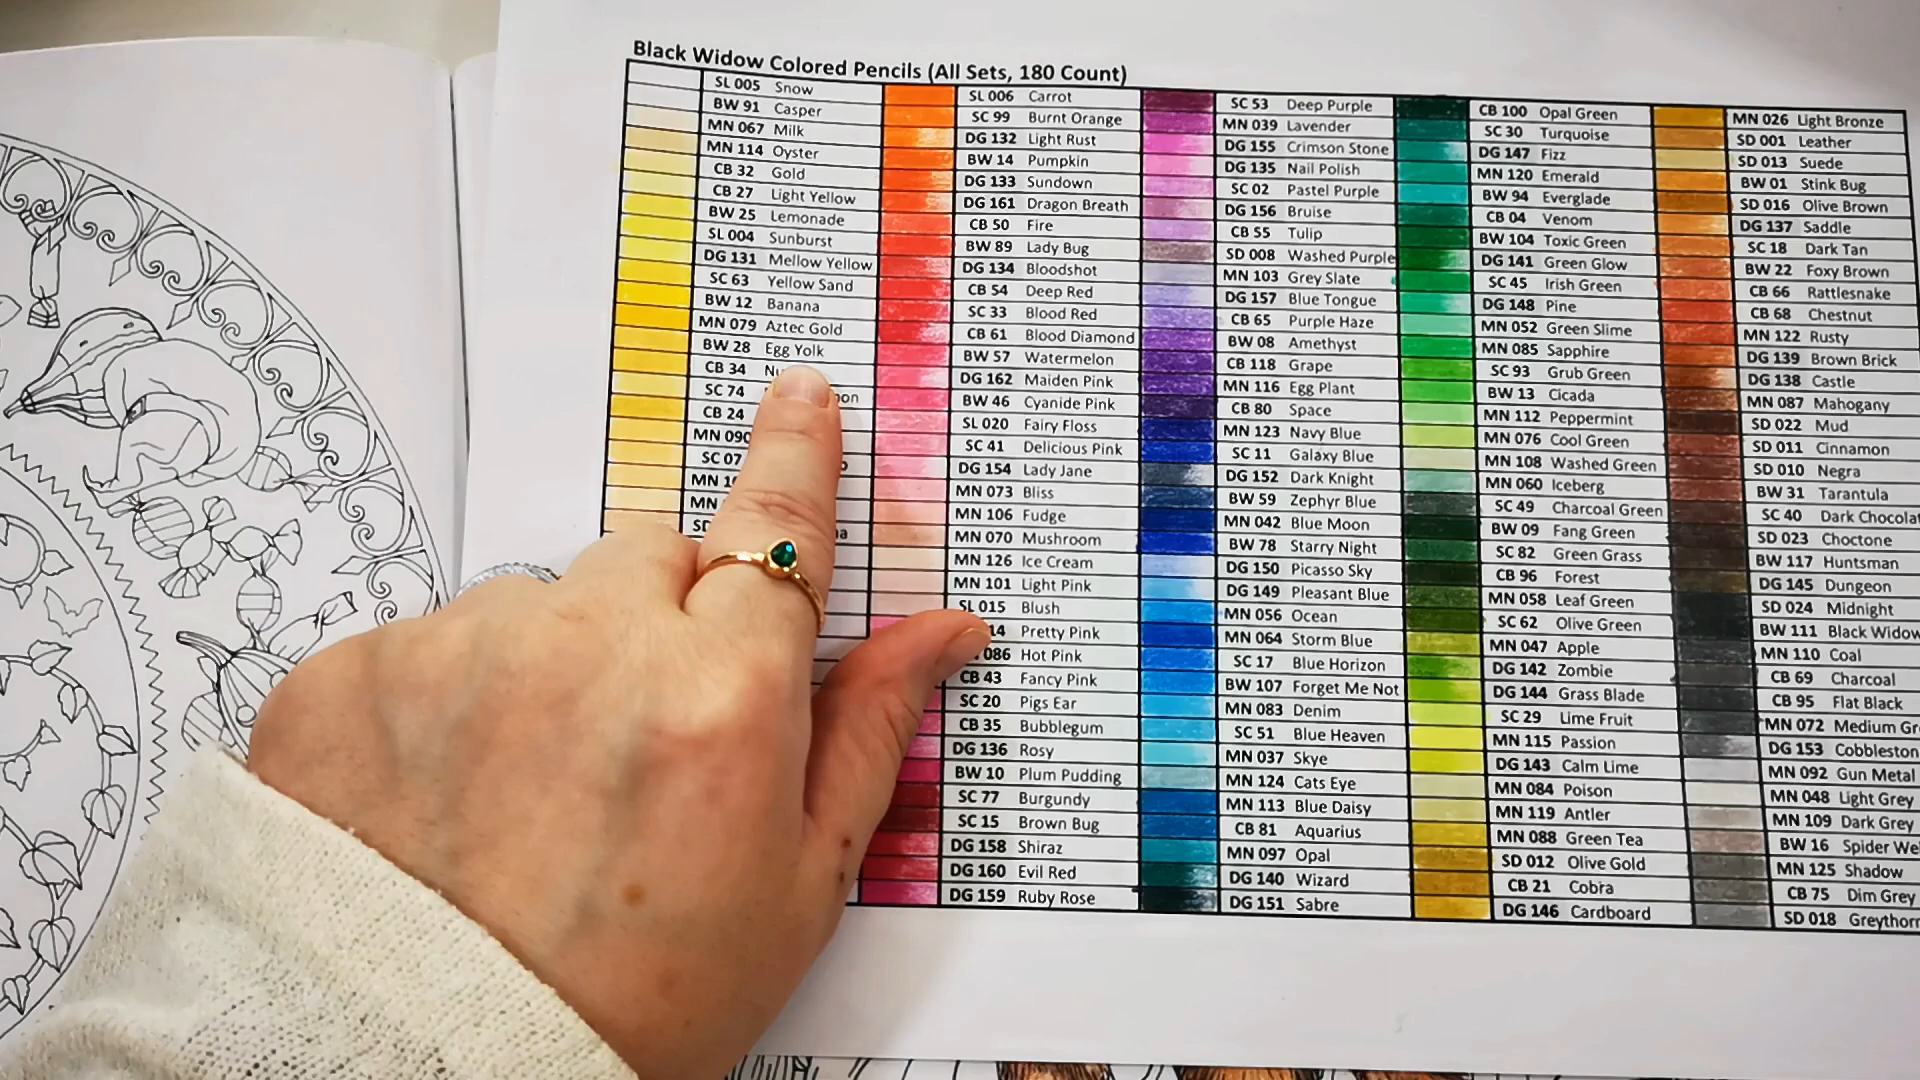 Black Widow Colored Pencils (All Sets, 180 Count)
SL 005 Snow
BW 91 Casper
MN 067 Milk
MN 114 Oyster
CB 32 Gold
CB 27 Light Yellow
BW 25 Lemonade
SL 004 Sunburst
DG 131 Mellow Yellow
SC 63 Yellow Sand
BW 12 Banana
MN 079 Aztec Gold
BW 28 Egg Yolk
CB 34
SC 74
CB 24
MN 090
SC 07
MN
MN
SD
SL 006 Carrot
SC 99 Burnt Orange
DG 132 Light Rust
BW 14 Pumpkin
DG 133 Sundown
DG 161 Dragon Breath
CB 50 Fire
BW 89 Lady Bug
DG 134 Bloodshot
CB 54 Deep Red
SC 33 Blood Red
CB 61 Blood Diamond
BW 57 Watermelon
DG 162 Maiden Pink
BW 46 Cyanide Pink
SL 020 Fairy Floss
SC 41 Delicious Pink
DG 154 Lady Jane
MN 073 Bliss
MN 106 Fudge
MN 070 Mushroom
MN 126 Ice Cream
MN 101 Light Pink
SL 015 Blush
14 Pretty Pink
086 Hot Pink
CB 43 Fancy Pink
SC 20 Pigs Ear
CB 35 Bubblegum
DG 136 Rosy
BW 10 Plum Pudding
SC 77 Burgundy
SC 15 Brown Bug
DG 158 Shiraz
DG 160 Evil Red
DG 159 Ruby Rose
SC 53 Deep Purple
MN 039 Lavender
DG 155 Crimson Stone
DG 135 Nail Polish
SC 02 Pastel Purple
DG 156 Bruise
CB 55 Tulip
SD 008 Washed Purple
MN 103 Grey Slate
DG 157 Blue Tongue
CB 65 Purple Haze
BW 08 Amethyst
CB 118 Grape
MN 116 Egg Plant
CB 80 Space
MN 123 Navy Blue
SC 11 Galaxy Blue
DG 152 Dark Knight
BW 59 Zephyr Blue
MN 042 Blue Moon
BW 78 Starry Night
DG 150 Picasso Sky
DG 149 Pleasant Blue
MN 056 Ocean
MN 064 Storm Blue
SC 17 Blue Horizon
BW 107 Forget Me Not
MN 083 Denim
SC 51 Blue Heaven
MN 037 Skye
MN 124 Cats Eye
MN 113 Blue Daisy
CB 81 Aquarius
MN 097 Opal
DG 140 Wizard
DG 151 Sabre
CB 100 Opal Green
SC 30 Turquoise
DG 147 Fizz
MN 120 Emerald
BW 94 Everglade
CB 04 Venom
BW 104 Toxic Green
DG 141 Green Glow
SC 45 Irish Green
DG 148 Pine
MN 052 Green Slime
MN 085 Sapphire
SC 93 Grub Green
BW 13 Cicada
MN 112 Peppermint
MN 076 Cool Green
MN 108 Washed Green
MN 060 Iceberg
SC 49 Charcoal Green
BW 09 Fang Green
SC 82 Green Grass
CB 96 Forest
MN 058 Leaf Green
SC 62 Olive Green
MN 047 Apple
DG 142 Zombie
DG 144 Grass Blade
SC 29 Lime Fruit
MN 115 Passion
DG 143 Calm Lime
MN 084 Poison
MN 119 Antler
MN 088 Green Tea
SD 012 Olive Gold
CB 21 Cobra
DG 146 Cardboard
MN 026 Light Bronze
SD 001 Leather
SD 013 Suede
BW 01 Stink Bug
SD 016 Olive Brown
DG 137 Saddle
SC 18 Dark Tan
BW 22 Foxy Brown
CB 66 Rattlesnake
CB 68 Chestnut
MN 122 Rusty
DG 139 Brown Brick
DG 138 Castle
MN 087 Mahogany
SD 022 Mud
SD 011 Cinnamon
SD 010 Negra
BW 31 Tarantula
SC 40 Dark Chocolat
SD 023 Choctone
BW 117 Huntsman
DG 145 Dungeon
SD 024 Midnight
BW 111 Black Widow
MN 110 Coal
CB 69 Charcoal
CB 95 Flat Black
MN 072 Medium Gr
DG 153 Cobbleston
MN 092 Gun Metal
MN 048 Light Grey
MN 109 Dark Grey
BW 16 Spider We
MN 125 Shadow
CB 75 Dim Grey
SD 018 Greythorn